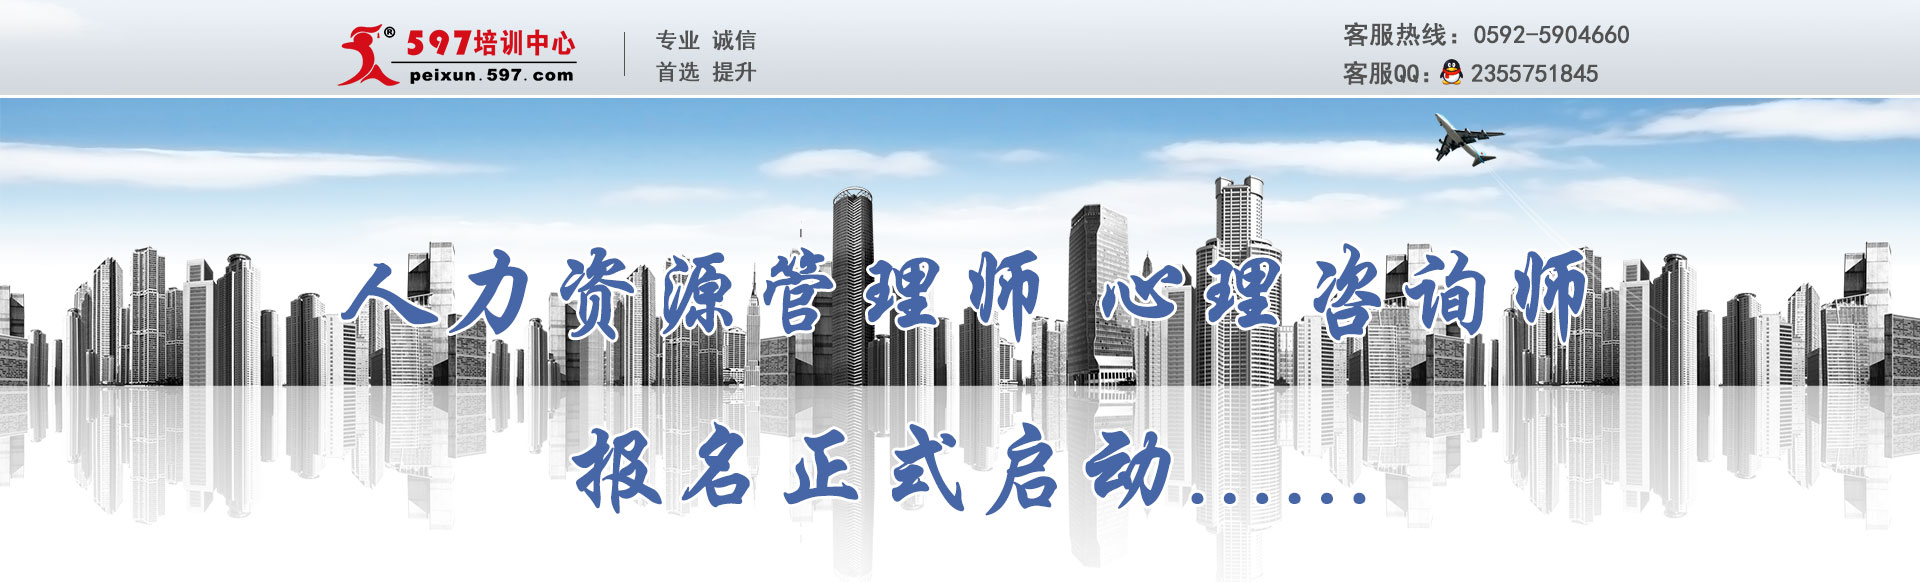 597培训中心
peixun.597.com
专业 诚信
首选 提升
客服热线：0592-5904660
客服QQ：2355751845
人力资源管理师 心理咨询师
报名正式启动......